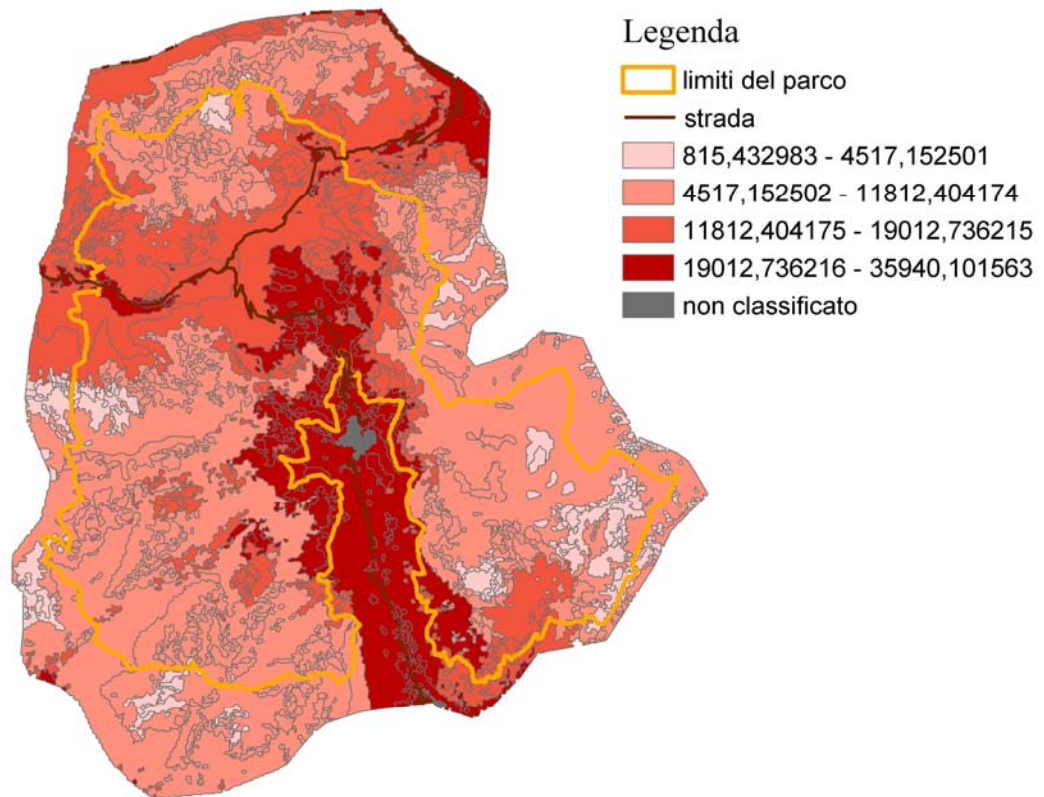 Legenda
limiti del parco
strada
815,432983 - 4517,152501
4517,152502 - 11812,404174
11812,404175 - 19012,736215
19012,736216 - 35940,101563
non classificato